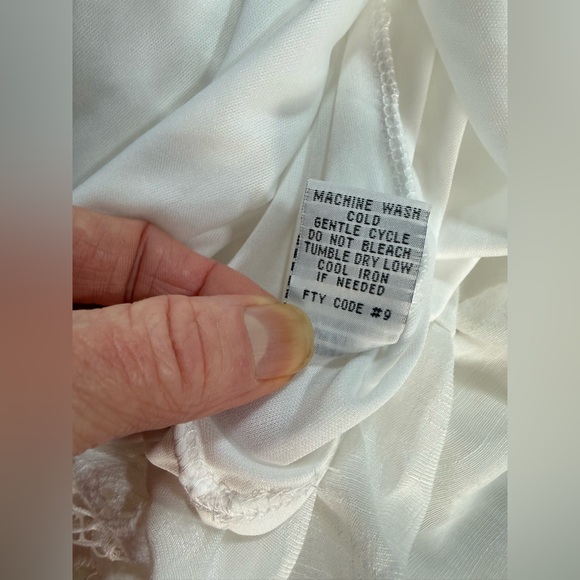 MACHINE WASH
COLD
GENTLE CYCLE
DO NOT BLEACH
TUMBLE DRY LOW
COOL IRON
IF NEEDED
FTY CODE #9